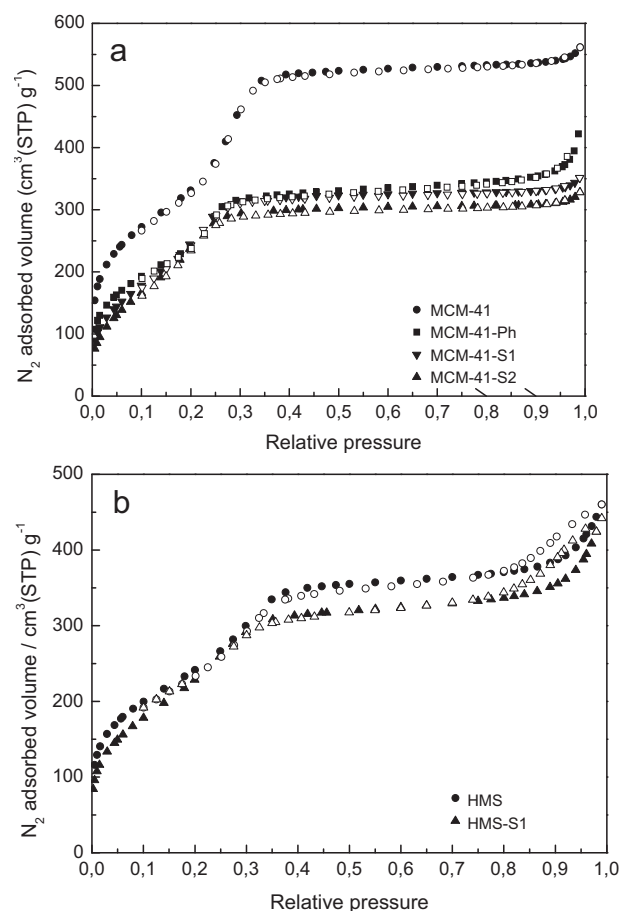 a
600
500
400
300
200
100
0
N₂ adsorbed volume (cm³(STP) g⁻¹)
MCM-41
MCM-41-Ph
MCM-41-S1
MCM-41-S2
0,0 0,1 0,2 0,3 0,4 0,5 0,6 0,7 0,8 0,9 1,0
Relative pressure
b
500
400
300
200
100
0
N₂ adsorbed volume / cm³(STP) g⁻¹
HMS
HMS-S1
0,0 0,1 0,2 0,3 0,4 0,5 0,6 0,7 0,8 0,9 1,0
Relative pressure